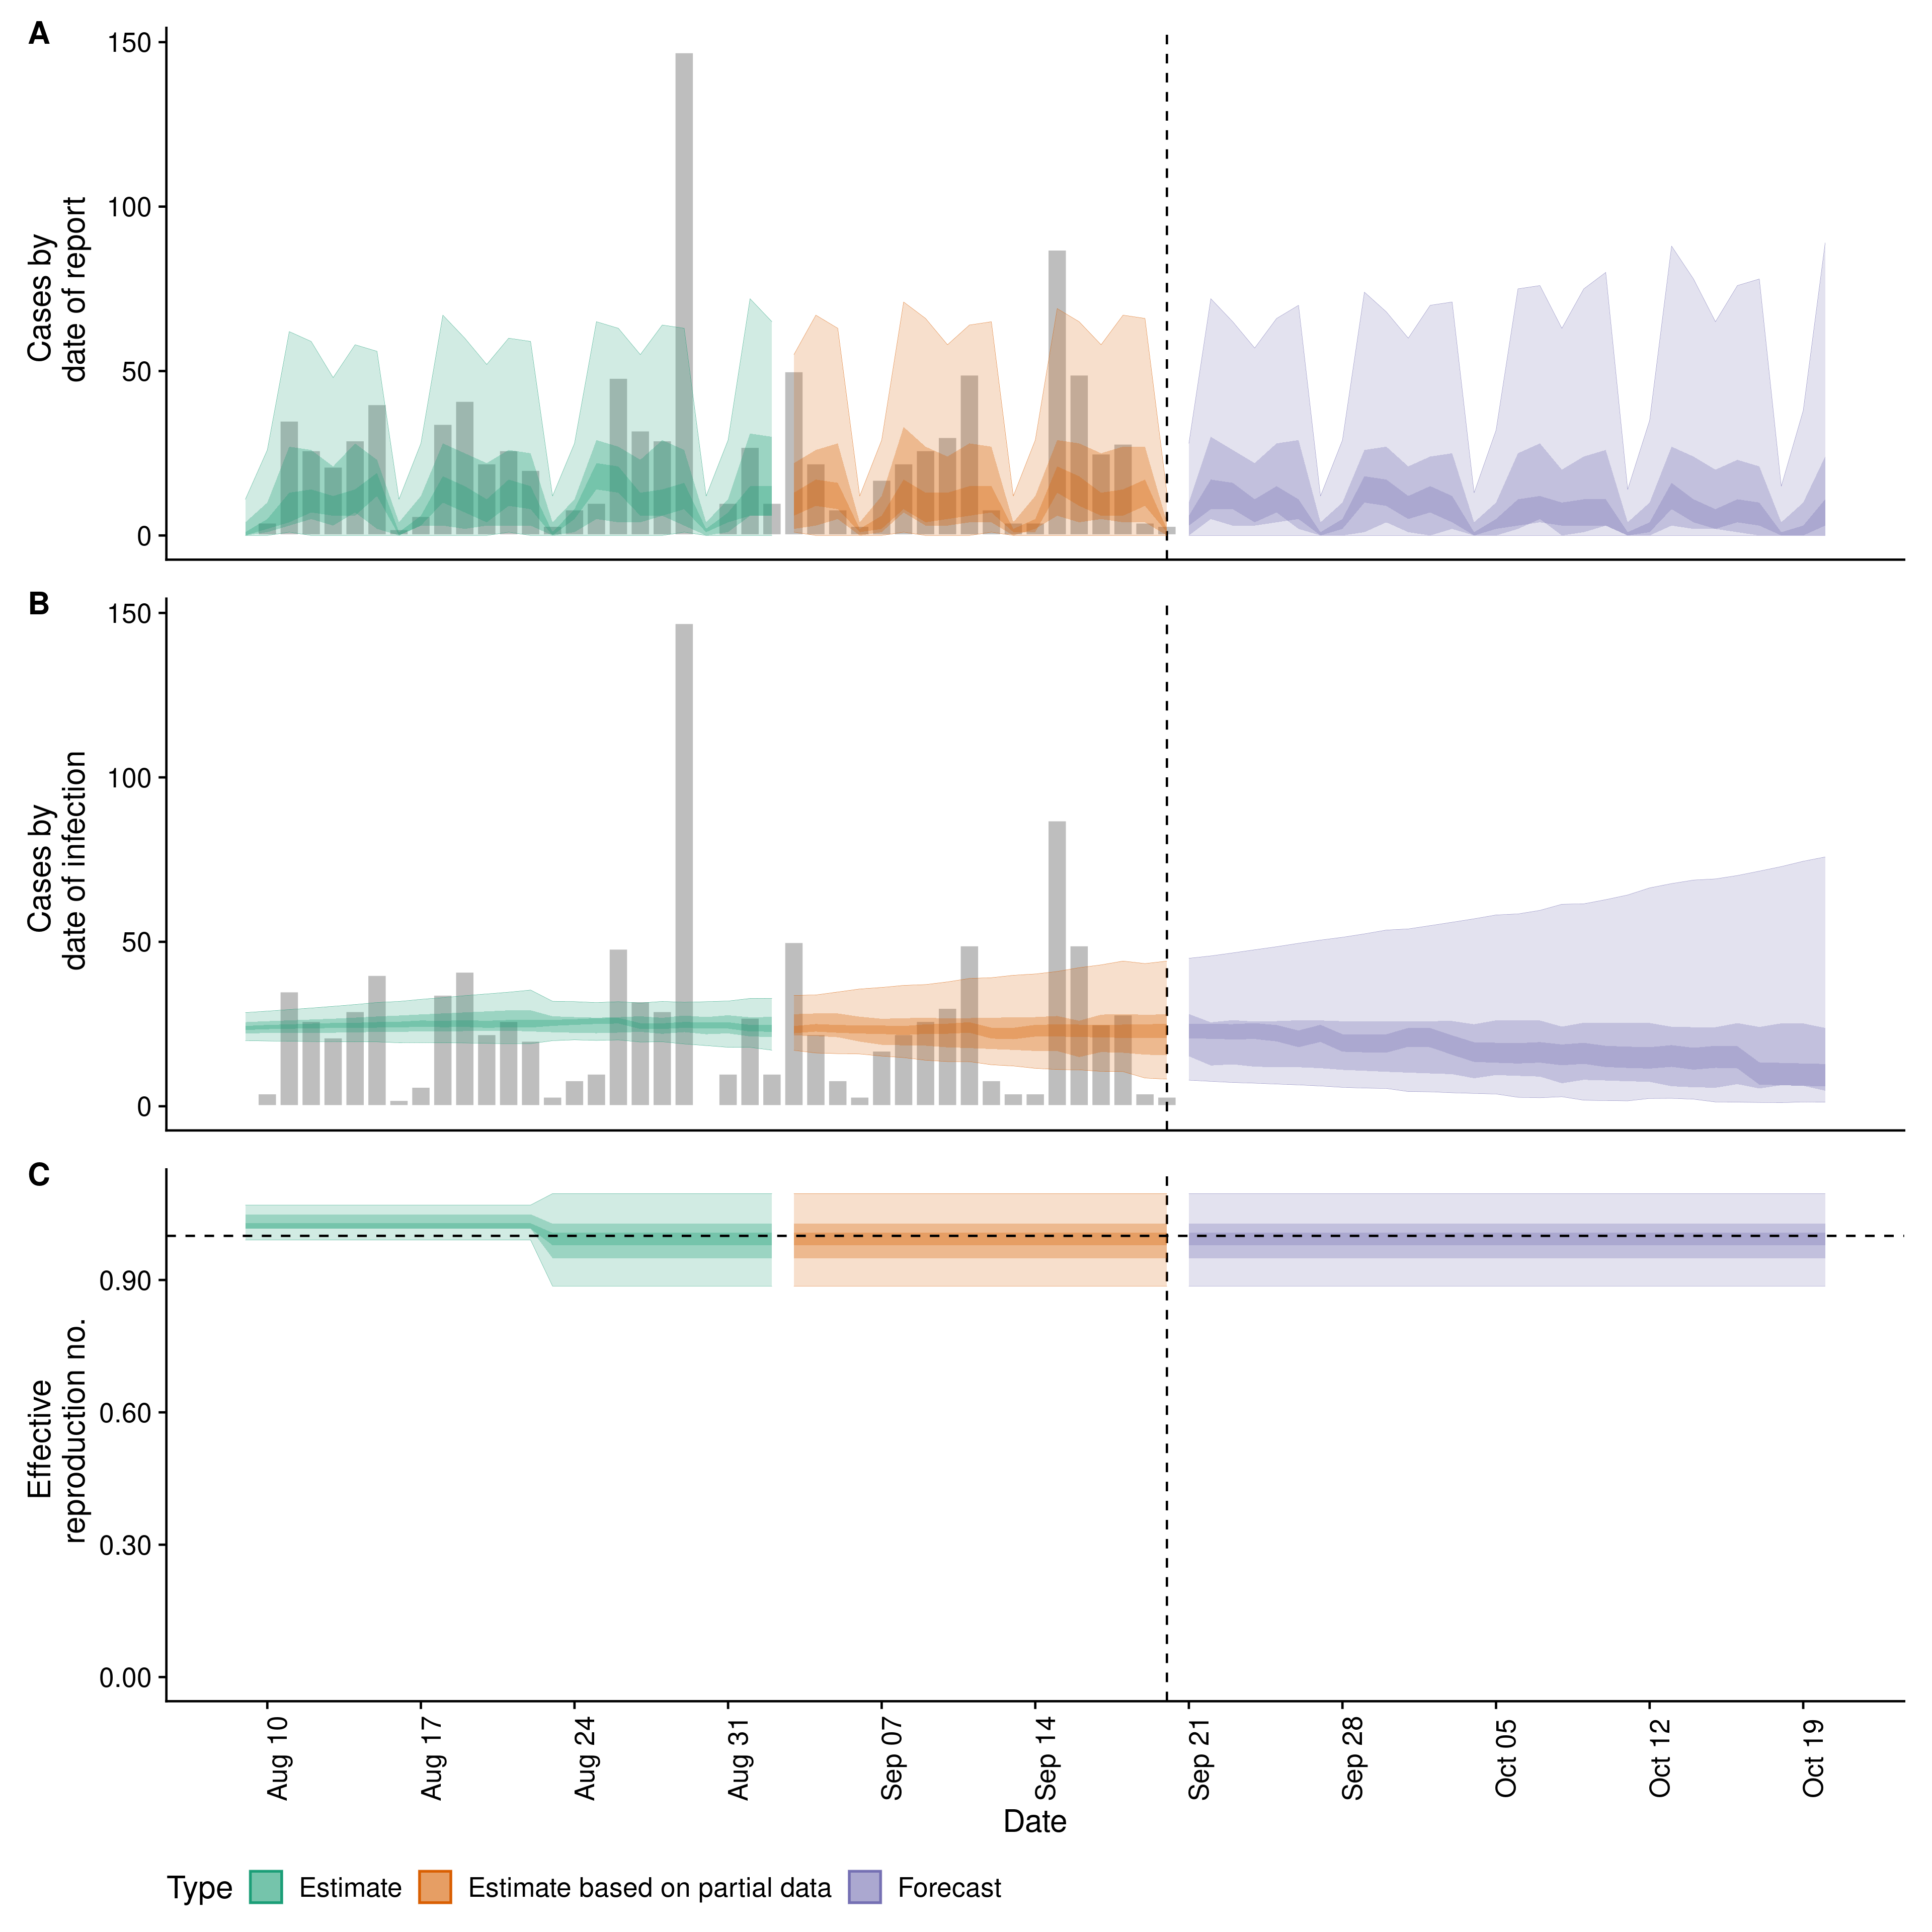 A
150
100
50
0
Cases by
date of report
B
150
100
50
0
Cases by
date of infection
C
0.90
0.60
0.30
0.00
Effective
reproduction no.
Aug 10
Aug 17
Aug 24
Aug 31
Sep 07
Sep 14
Sep 21
Sep 28
Oct 05
Oct 12
Oct 19
Date
Type Estimate Estimate based on partial data Forecast